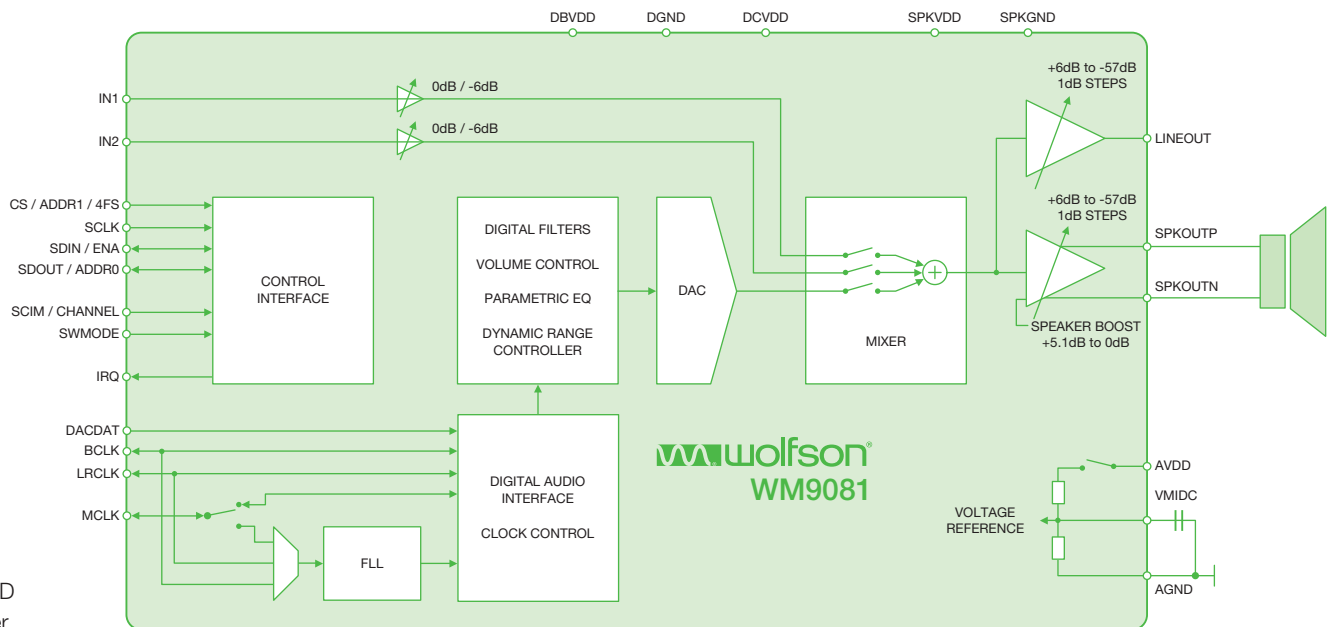 DBVDD DGND DCVDD SPKVDD SPKGND
IN1
0dB / -6dB
IN2
0dB / -6dB
+6dB to -57dB
1dB STEPS
LINEOUT
CS / ADDR1 / 4FS
SCLK
SDIN / ENA
SDOUT / ADDR0
SCIM / CHANNEL
SWMODE
IRQ
CONTROL
INTERFACE
DIGITAL FILTERS
VOLUME CONTROL
PARAMETRIC EQ
DYNAMIC RANGE
CONTROLLER
DAC
MIXER
+6dB to -57dB
1dB STEPS
SPKOUTP
SPKOUTN
SPEAKER BOOST
+5.1dB to 0dB
DACDAT
BCLK
LRCLK
MCLK
FLL
DIGITAL AUDIO
INTERFACE
CLOCK CONTROL
wolfson®
WM9081
VOLTAGE
REFERENCE
AVDD
VMIDC
AGND
D
er